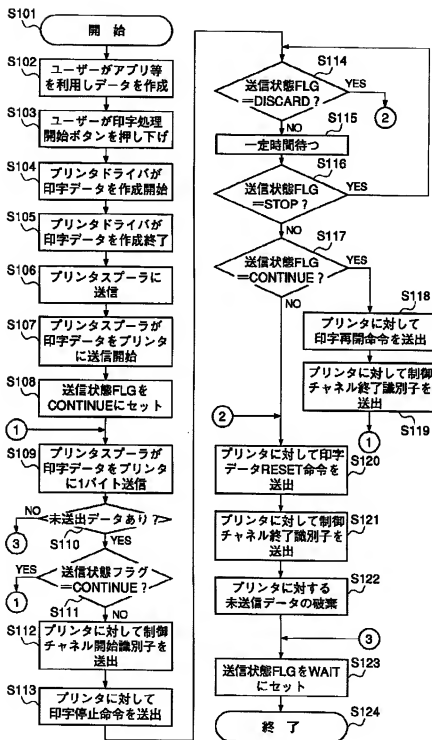 S101
開 始
S102
ユーザーがアプリ等
を利用しデータを作成
S103
ユーザーが印字処理
開始ボタンを押し下げ
S104
プリンタドライバが
印字データを作成開始
S105
プリンタドライバが
印字データを作成終了
S106
プリンタスプーラに
送信
S107
プリンタスプーラが
印字データをプリンタ
に送信開始
S108
送信状態FLGを
CONTINUEにセット
1
S109
プリンタスプーラが
印字データをプリンタ
に1バイト送信
NO
未送出データあり?
3
S110
YES
YES
送信状態フラグ
=CONTINUE?
1
S111
NO
S112
プリンタに対して制御
チャネル開始識別子を
送出
S113
プリンタに対して
印字停止命令を送出
S114
送信状態FLG
=DISCARD?
YES
2
NO
S115
一定時間待つ
S116
送信状態FLG
=STOP?
YES
NO
S117
送信状態FLG
=CONTINUE?
YES
NO
S118
プリンタに対して
印字再開命令を送出
プリンタに対して制御
チャネル終了識別子
を送出
S119
1
2
プリンタに対して印字
データRESET命令を
送出
S120
プリンタに対して制御
チャネル終了識別子を
送出
S121
プリンタに対する
未送信データの破棄
S122
3
送信状態FLGをWAIT
にセット
S123
終 了
S124